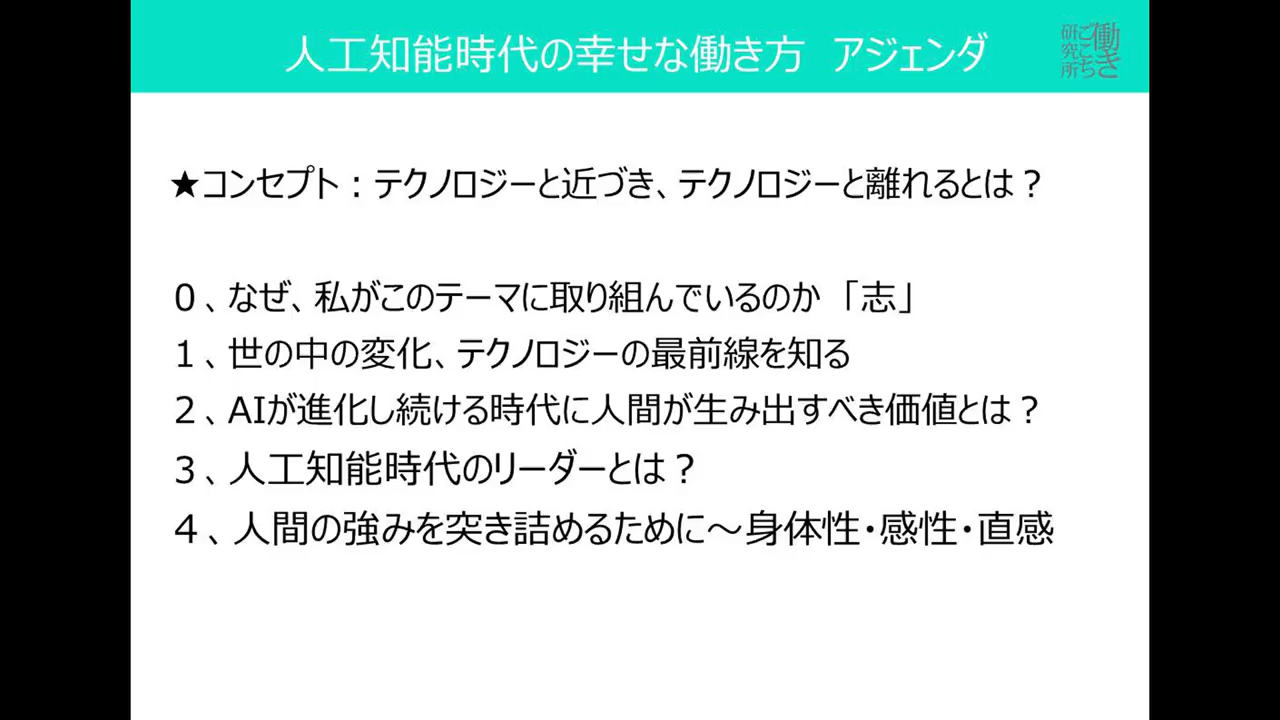 人工知能時代の幸せな働き方　アジェンダ
働き
ごこち
研究所
★コンセプト：テクノロジーと近づき、テクノロジーと離れるとは？
０、なぜ、私がこのテーマに取り組んでいるのか「志」
１、世の中の変化、テクノロジーの最前線を知る
２、AIが進化し続ける時代に人間が生み出すべき価値とは？
３、人工知能時代のリーダーとは？
４、人間の強みを突き詰めるために～身体性・感性・直感